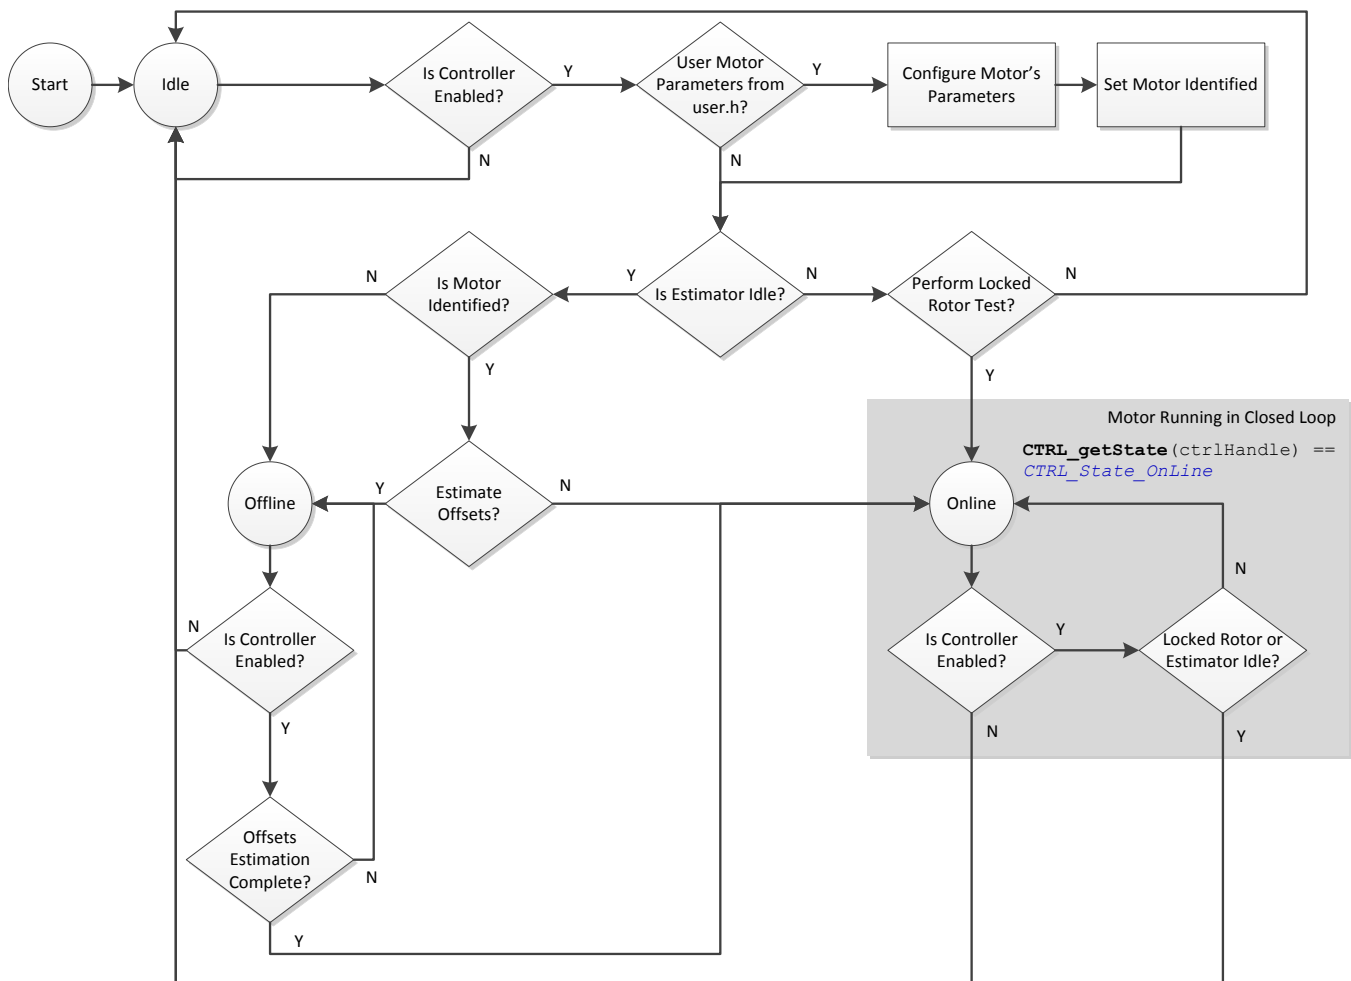 Start
Idle
Is Controller
Enabled?
Y
User Motor
Parameters from
user.h?
Y
Configure Motor's
Parameters
Set Motor Identified
N
N
N
Is Motor
Identified?
Y
Is Estimator Idle?
N
Perform Locked
Rotor Test?
N
Y
Y
Motor Running in Closed Loop
CTRL_getState(ctrlHandle) ==
CTRL_State_OnLine
Offline
Y
Estimate
Offsets?
N
Online
N
N
Is Controller
Enabled?
Is Controller
Enabled?
Y
Locked Rotor or
Estimator Idle?
Y
N
Y
Offsets
Estimation
Complete?
N
Y